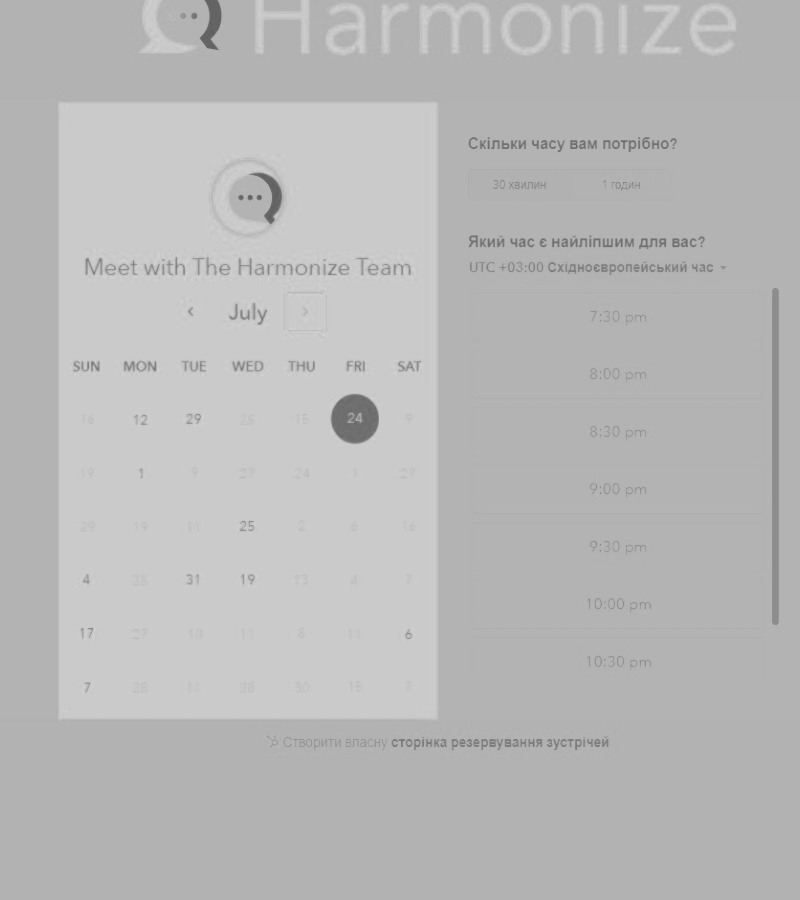 Harmonize
Meet with The Harmonize Team
July
SUN MON TUE WED THU FRI SAT
16 12 29 25 15 24 9
19 1 9 27 24 1 27
29 19 11 25 2 6 16
4 25 31 19 13 4 7
17 27 10 11 8 11 6
7 28 11 28 30 15 7
Скільки часу вам потрібно?
30 хвилин 1 годин
Який час є найліпшим для вас?
UTC +03:00 Східноєвропейський час
7:30 pm
8:00 pm
8:30 pm
9:00 pm
9:30 pm
10:00 pm
10:30 pm
Створити власну сторінка резервування зустрічей